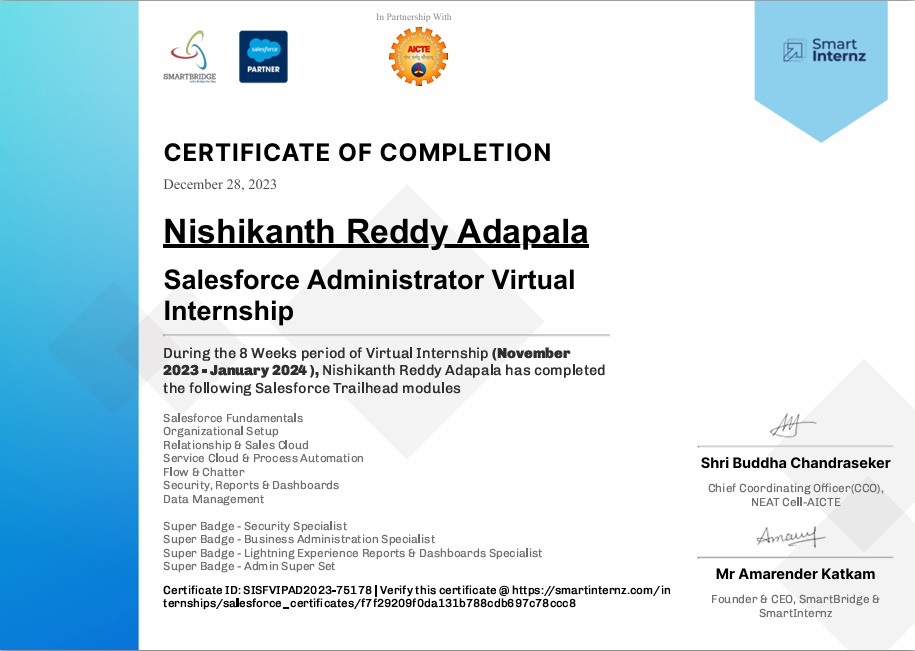 In Partnership With
SMARTBRIDGE
salesforce
PARTNER
AICTE
Smart
Internz
CERTIFICATE OF COMPLETION
December 28, 2023
Nishikanth Reddy Adapala
Salesforce Administrator Virtual
Internship
During the 8 Weeks period of Virtual Internship (November
2023 - January 2024 ), Nishikanth Reddy Adapala has completed
the following Salesforce Trailhead modules
Salesforce Fundamentals
Organizational Setup
Relationship & Sales Cloud
Service Cloud & Process Automation
Flow & Chatter
Security, Reports & Dashboards
Data Management
Super Badge - Security Specialist
Super Badge - Business Administration Specialist
Super Badge - Lightning Experience Reports & Dashboards Specialist
Super Badge - Admin Super Set
Certificate ID: SISFVIPAD2023-75178 | Verify this certificate @ https://smartinternz.com/in
ternships/salesforce_certificates/f7f29209f0da131b788cdb697c78ccc8
Shri Buddha Chandraseker
Chief Coordinating Officer(CCO),
NEAT Cell-AICTE
Mr Amarender Katkam
Founder & CEO, SmartBridge &
SmartInternz